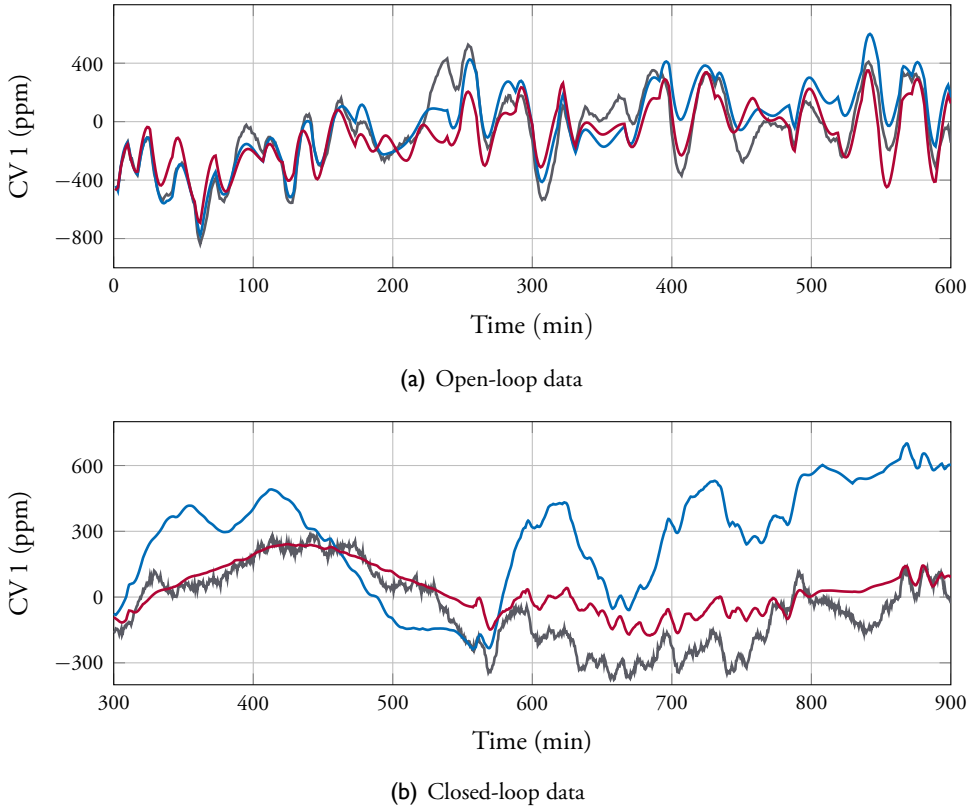 400
0
−400
−800
CV 1 (ppm)
0 100 200 300 400 500 600
Time (min)
(a) Open-loop data
600
300
0
−300
CV 1 (ppm)
300 400 500 600 700 800 900
Time (min)
(b) Closed-loop data